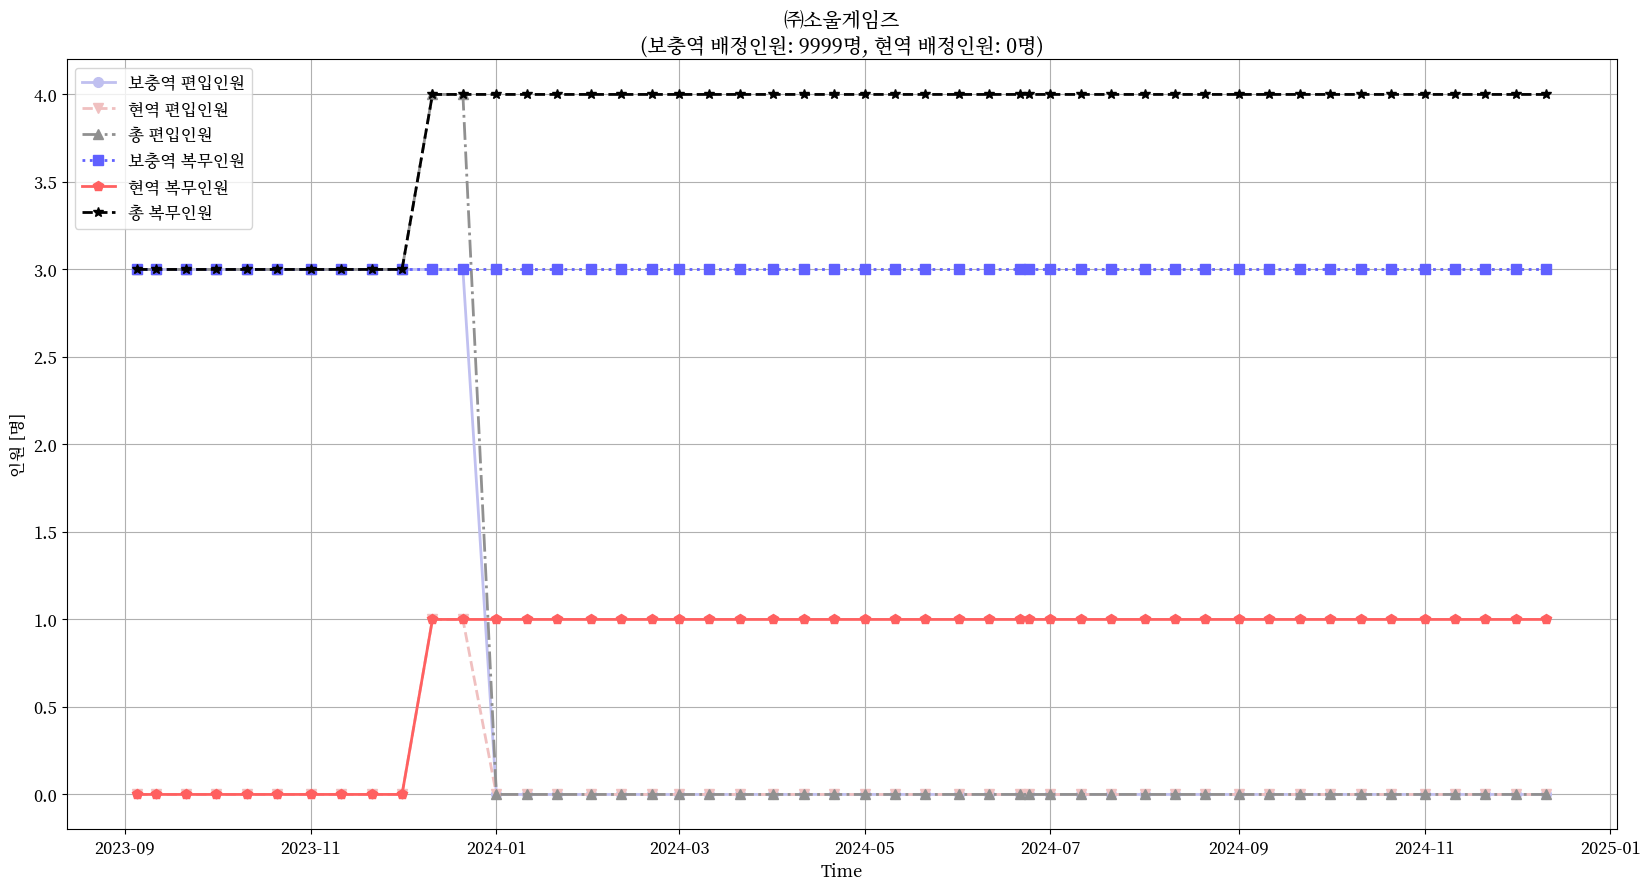 ㈜소울게임즈
(보충역 배정인원: 9999명, 현역 배정인원: 0명)
보충역 편입인원
현역 편입인원
총 편입인원
보충역 복무인원
현역 복무인원
총 복무인원
인원 [명]
4.0
3.5
3.0
2.5
2.0
1.5
1.0
0.5
0.0
2023-09
2023-11
2024-01
2024-03
2024-05
2024-07
2024-09
2024-11
2025-01
Time